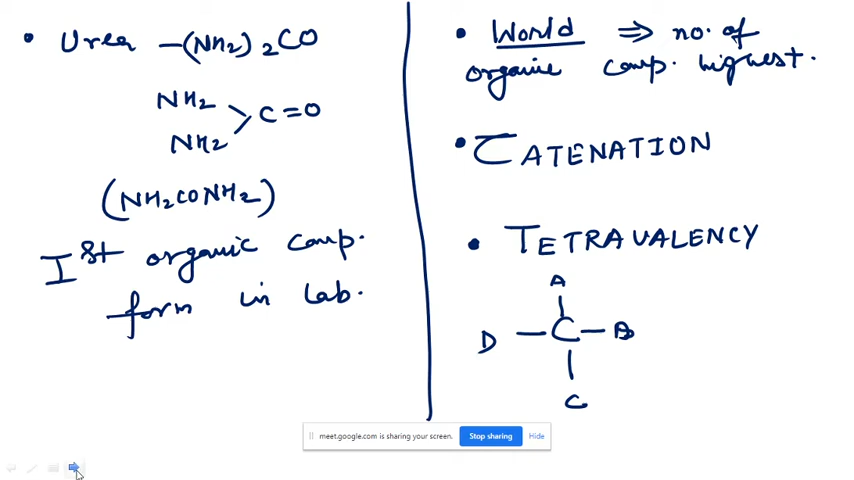 • Urea –(NH2)2CO
NH2
C=O
NH2
(NH2CONH2)
Ist organic comp.
form in lab.
• World ⇒ no. of
organic comp. highest.
• CATENATION
• TETRAVALENCY
A
D – C – B
C
meet.google.com is sharing your screen. Stop sharing Hide